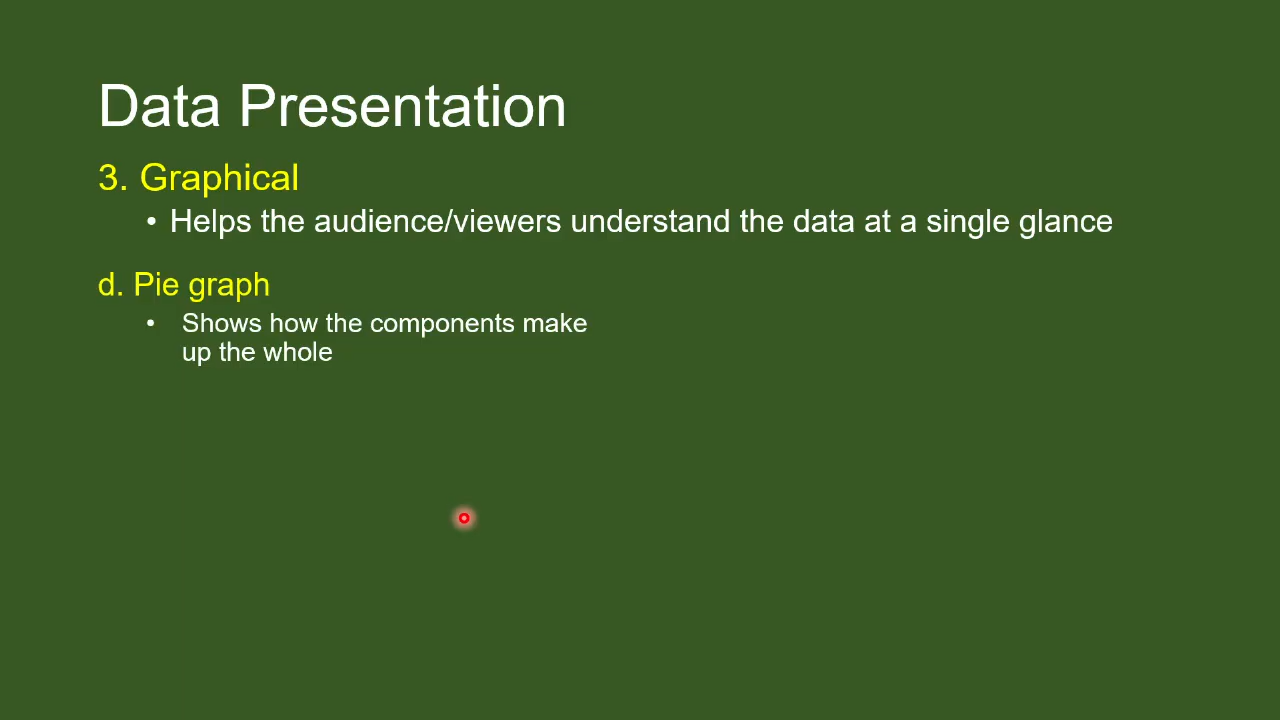 Data Presentation
3. Graphical
• Helps the audience/viewers understand the data at a single glance
d. Pie graph
• Shows how the components make
up the whole